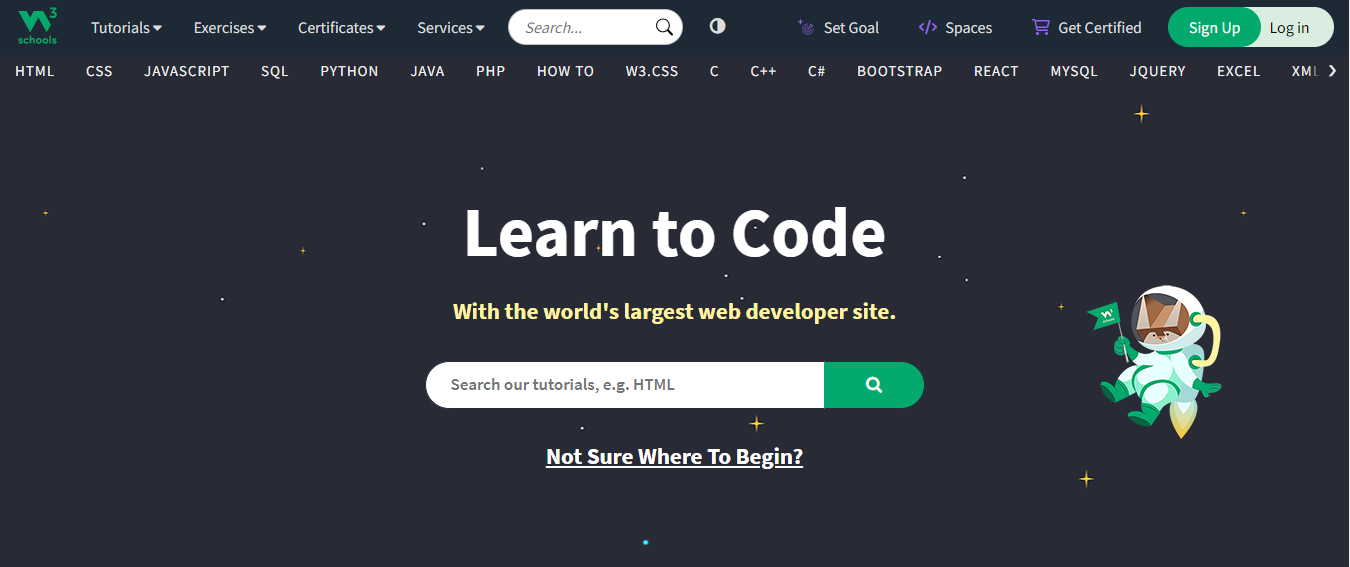 W3 schools
Tutorials Exercises Certificates Services Search... Set Goal Spaces Get Certified Sign Up Log in
HTML CSS JAVASCRIPT SQL PYTHON JAVA PHP HOW TO W3.CSS C C++ C# BOOTSTRAP REACT MYSQL JQUERY EXCEL XML
Learn to Code
With the world's largest web developer site.
Search our tutorials, e.g. HTML
Not Sure Where To Begin?